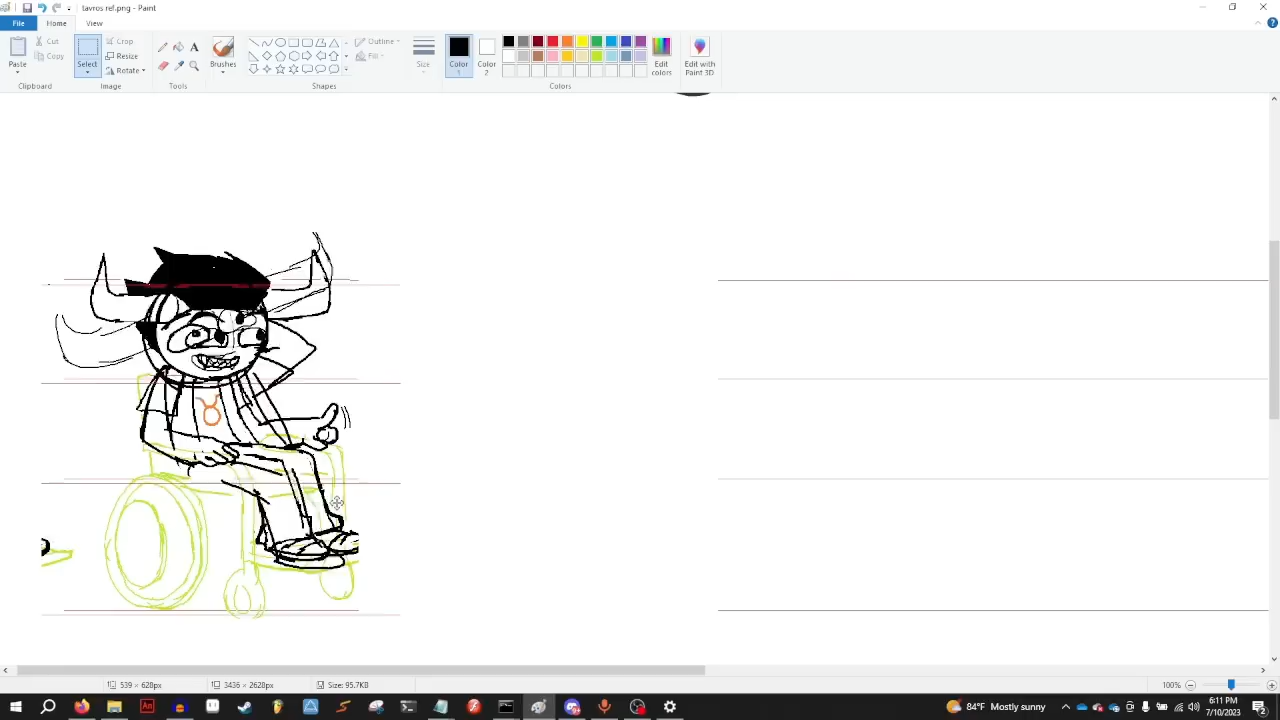 tavros ref.png - Paint
File Home View
Paste Cut Copy Clipboard
Select Crop Resize Rotate Image
Tools
Brushes
Outline Fill Shapes
Size
Color 1 Color 2 Edit colors Edit with Paint 3D Colors
539 × 628px 3436 × 2628px Size: 95.7KB 100%
An 84°F Mostly sunny 6:11 PM 7/10/2023 2